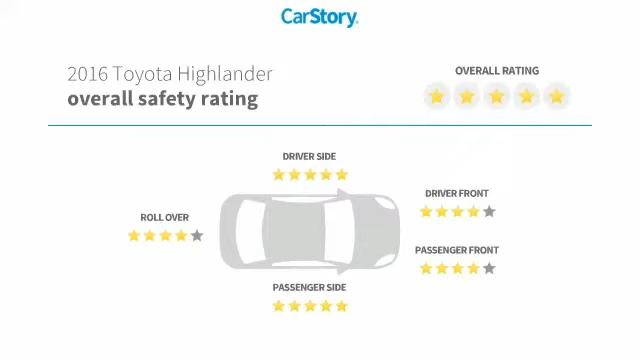 CarStory
2016 Toyota Highlander
overall safety rating
OVERALL RATING
DRIVER SIDE
DRIVER FRONT
ROLL OVER
PASSENGER FRONT
PASSENGER SIDE